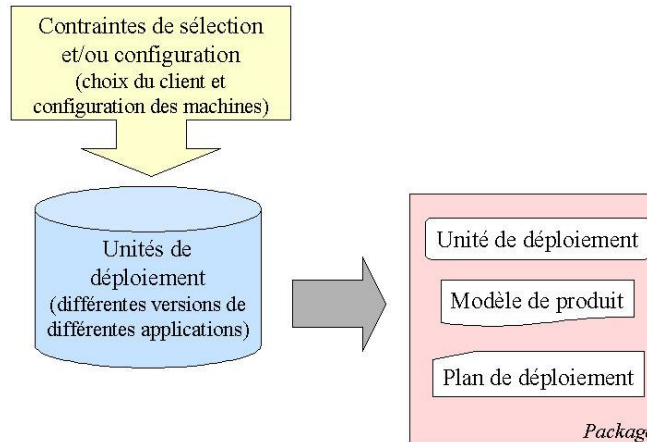 Contraintes de sélection
et/ou configuration
(choix du client et
configuration des machines)
Unités de
déploiement
(différentes versions de
différentes applications)
Unité de déploiement
Modèle de produit
Plan de déploiement
Package